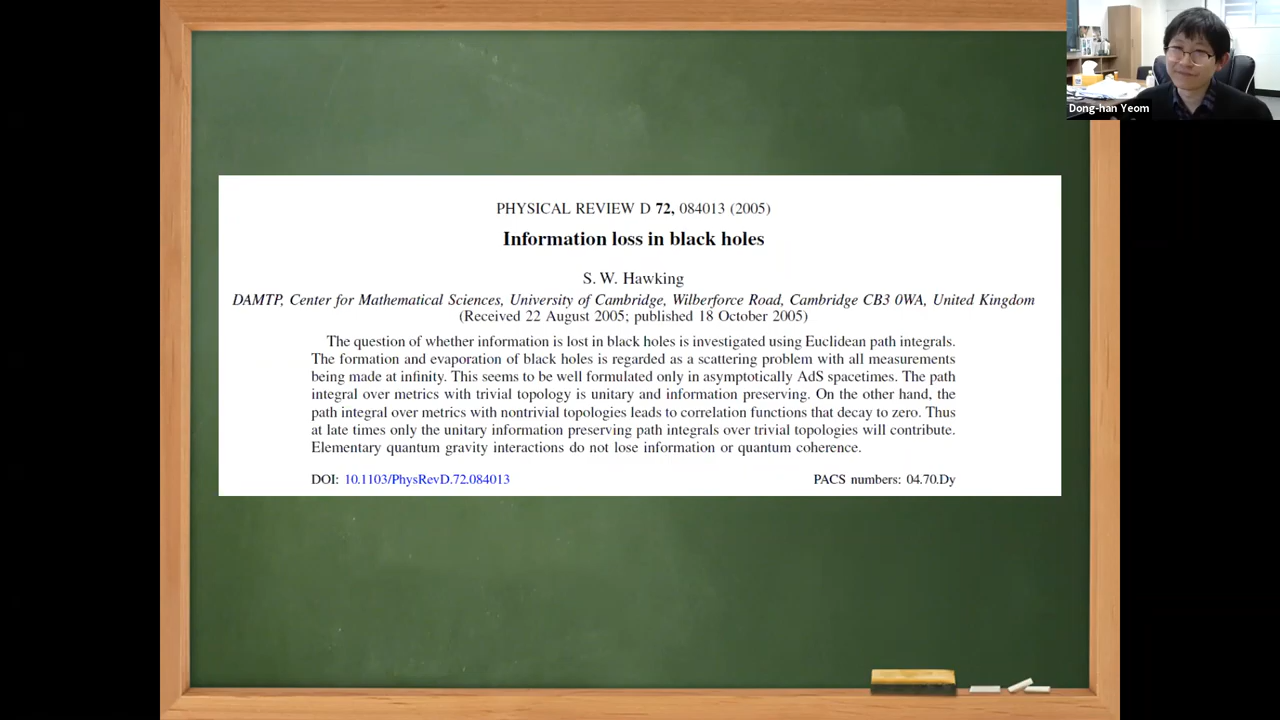 Dong-han Yeom
PHYSICAL REVIEW D 72, 084013 (2005)
Information loss in black holes
S. W. Hawking
DAMTP, Center for Mathematical Sciences, University of Cambridge, Wilberforce Road, Cambridge CB3 0WA, United Kingdom
(Received 22 August 2005; published 18 October 2005)
The question of whether information is lost in black holes is investigated using Euclidean path integrals.
The formation and evaporation of black holes is regarded as a scattering problem with all measurements
being made at infinity. This seems to be well formulated only in asymptotically AdS spacetimes. The path
integral over metrics with trivial topology is unitary and information preserving. On the other hand, the
path integral over metrics with nontrivial topologies leads to correlation functions that decay to zero. Thus
at late times only the unitary information preserving path integrals over trivial topologies will contribute.
Elementary quantum gravity interactions do not lose information or quantum coherence.
DOI: 10.1103/PhysRevD.72.084013 PACS numbers: 04.70.Dy